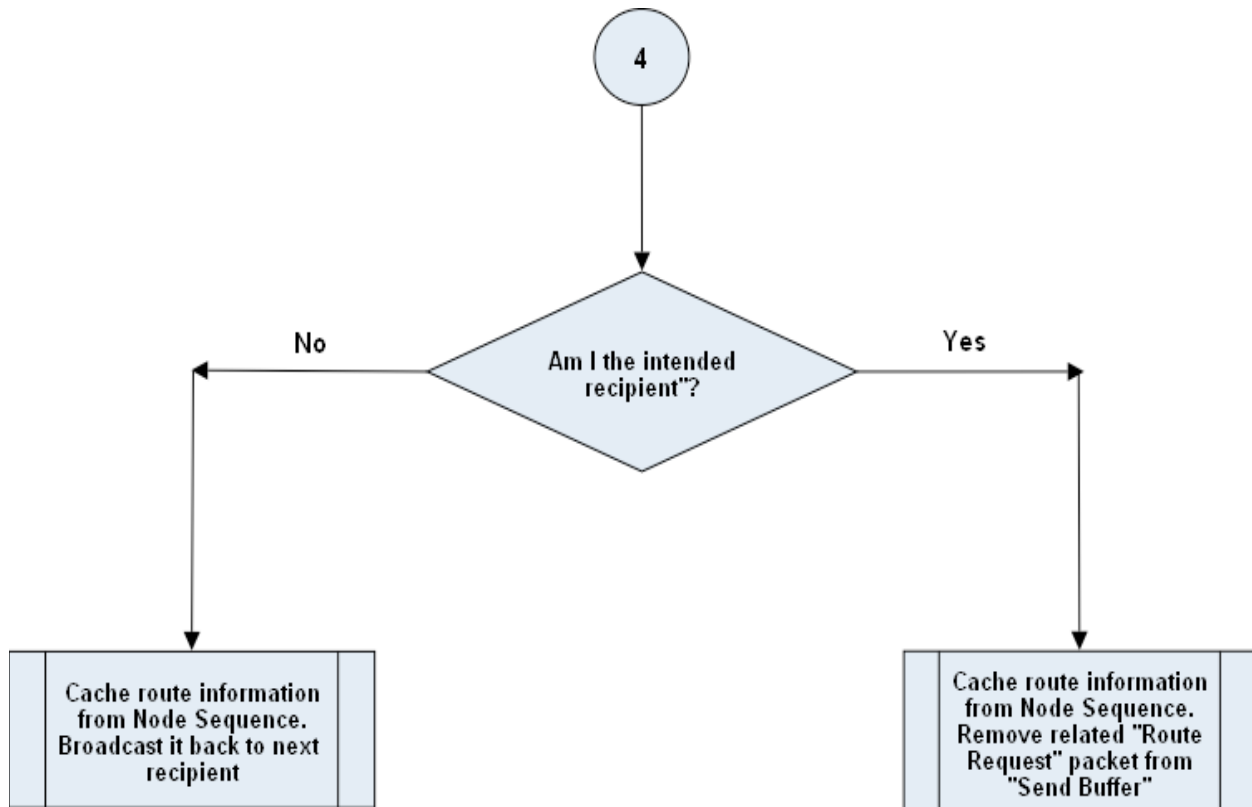 4
No
Yes
Am I the intended
recipient"?
Cache route information
from Node Sequence.
Broadcast it back to next
recipient
Cache route information
from Node Sequence.
Remove related "Route
Request" packet from
"Send Buffer"